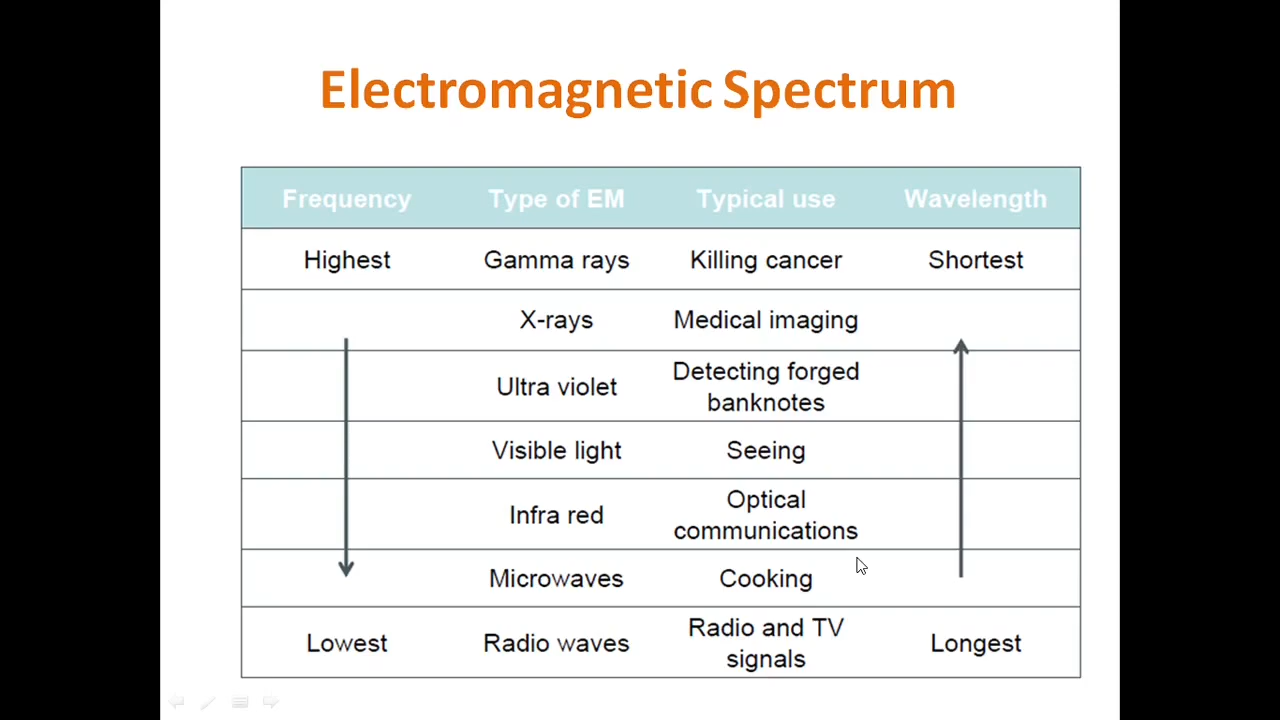 Electromagnetic Spectrum
Frequency Type of EM Typical use Wavelength
Highest Gamma rays Killing cancer Shortest
X-rays Medical imaging
Ultra violet Detecting forged
banknotes
Visible light Seeing
Infra red Optical
communications
Microwaves Cooking
Lowest Radio waves Radio and TV
signals Longest